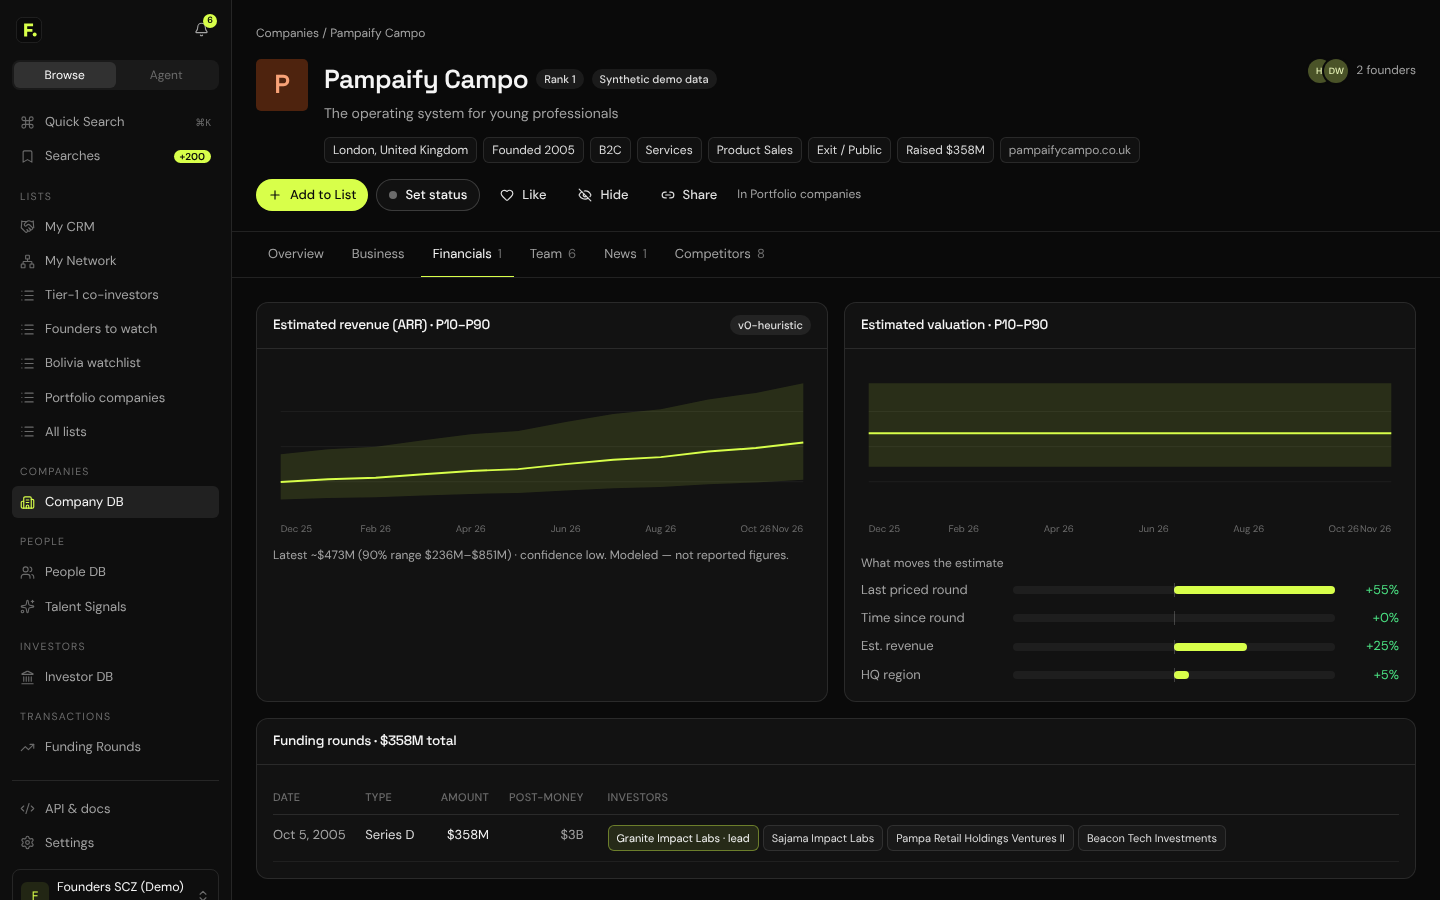 F.
6
Browse
Agent
Quick Search
⌘K
Searches
+200
LISTS
My CRM
My Network
Tier-1 co-investors
Founders to watch
Bolivia watchlist
Portfolio companies
All lists
COMPANIES
Company DB
PEOPLE
People DB
Talent Signals
INVESTORS
Investor DB
TRANSACTIONS
Funding Rounds
API & docs
Settings
F
Founders SCZ (Demo)
Companies / Pampaify Campo
P
Pampaify Campo
Rank 1
Synthetic demo data
H
DW
2 founders
The operating system for young professionals
London, United Kingdom
Founded 2005
B2C
Services
Product Sales
Exit / Public
Raised $358M
pampaifycampo.co.uk
+ Add to List
Set status
Like
Hide
Share
In Portfolio companies
Overview
Business
Financials 1
Team 6
News 1
Competitors 8
Estimated revenue (ARR) · P10–P90
v0-heuristic
Dec 25
Feb 26
Apr 26
Jun 26
Aug 26
Oct 26
Nov 26
Latest ~$473M (90% range $236M–$851M) · confidence low. Modeled — not reported figures.
Estimated valuation · P10–P90
Dec 25
Feb 26
Apr 26
Jun 26
Aug 26
Oct 26
Nov 26
What moves the estimate
Last priced round
+55%
Time since round
+0%
Est. revenue
+25%
HQ region
+5%
Funding rounds · $358M total
DATE
TYPE
AMOUNT
POST-MONEY
INVESTORS
Oct 5, 2005
Series D
$358M
$3B
Granite Impact Labs · lead
Sajama Impact Labs
Pampa Retail Holdings Ventures II
Beacon Tech Investments